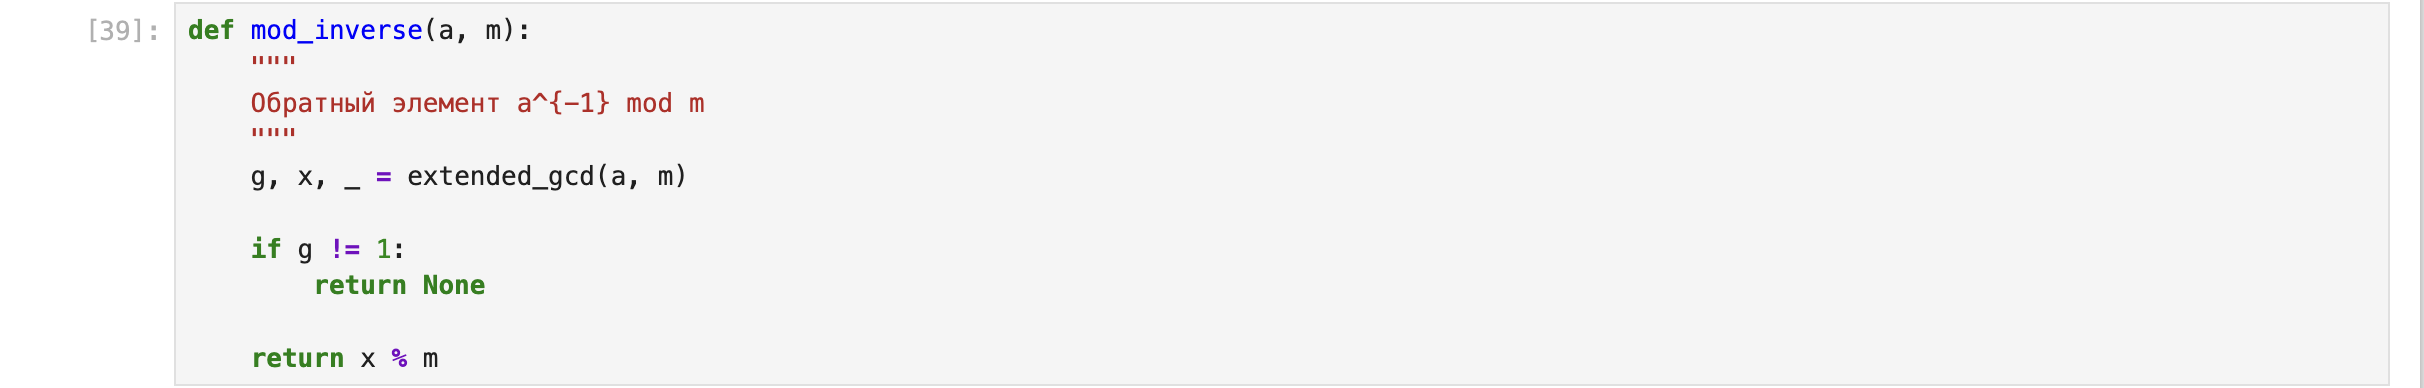 [39]: def mod_inverse(a, m):
"""
Обратный элемент a^{-1} mod m
"""
g, x, _ = extended_gcd(a, m)
if g != 1:
return None
return x % m